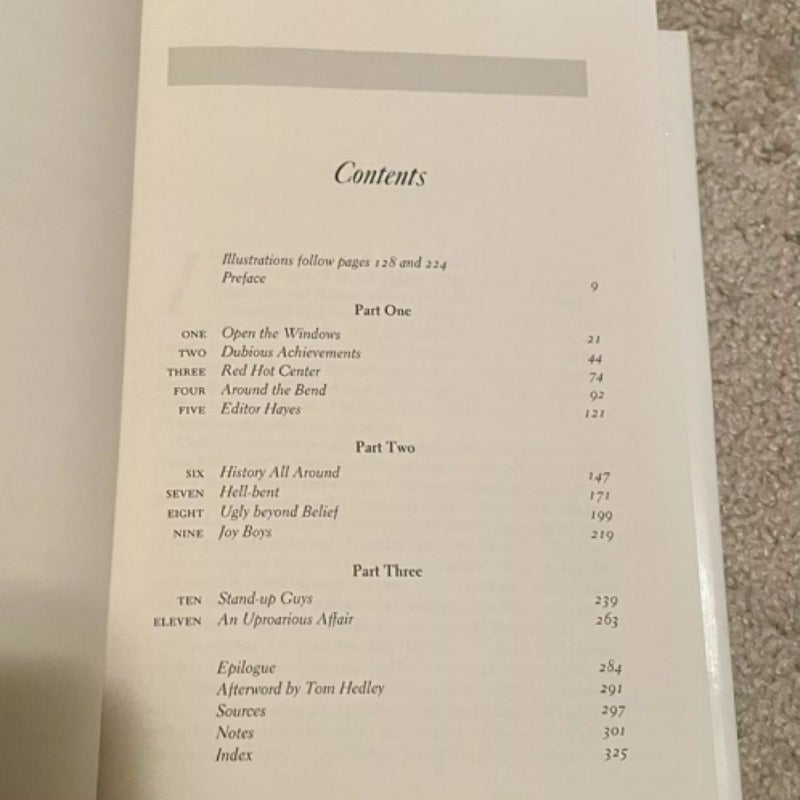 Contents
Illustrations follow pages 128 and 224
Preface 9
Part One
ONE Open the Windows 21
TWO Dubious Achievements 44
THREE Red Hot Center 74
FOUR Around the Bend 92
FIVE Editor Hayes 121
Part Two
SIX History All Around 147
SEVEN Hell-bent 171
EIGHT Ugly beyond Belief 199
NINE Joy Boys 219
Part Three
TEN Stand-up Guys 239
ELEVEN An Uproarious Affair 263
Epilogue 284
Afterword by Tom Hedley 291
Sources 297
Notes 301
Index 325